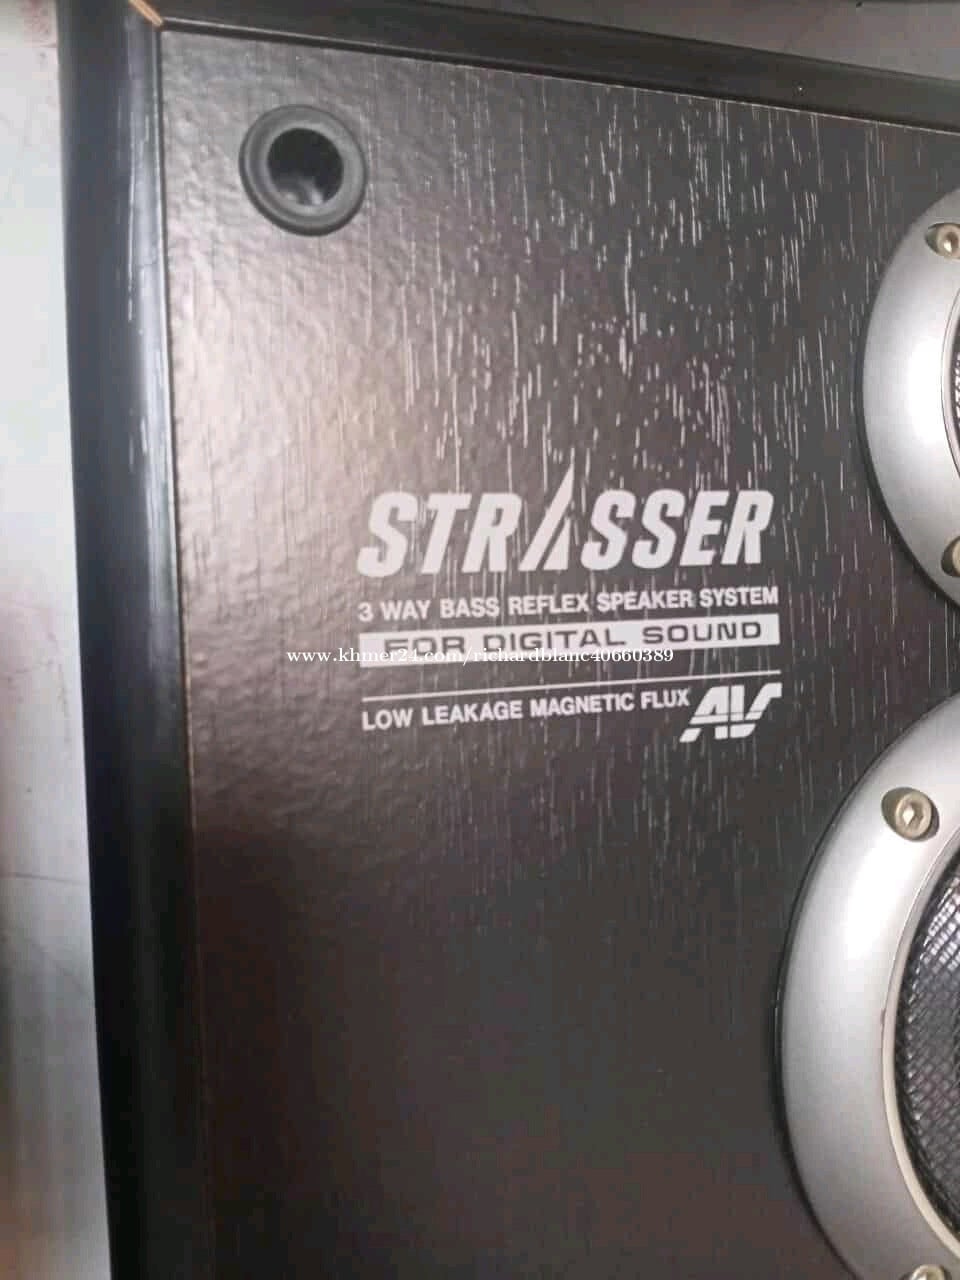 STRASSER
3 WAY BASS REFLEX SPEAKER SYSTEM
FOR DIGITAL SOUND
www.khmer24.com/richardblanc40660389
LOW LEAKAGE MAGNETIC FLUX AV